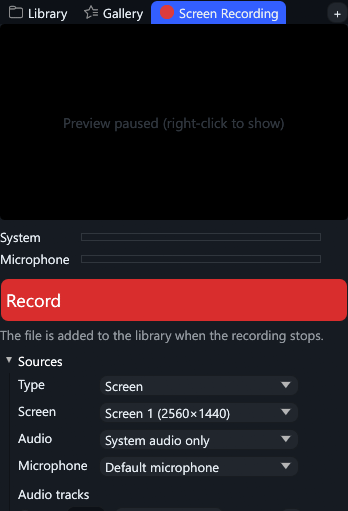 Library Gallery Screen Recording +
Preview paused (right-click to show)
System
Microphone
Record
The file is added to the library when the recording stops.
Sources
Type Screen
Screen Screen 1 (2560×1440)
Audio System audio only
Microphone Default microphone
Audio tracks